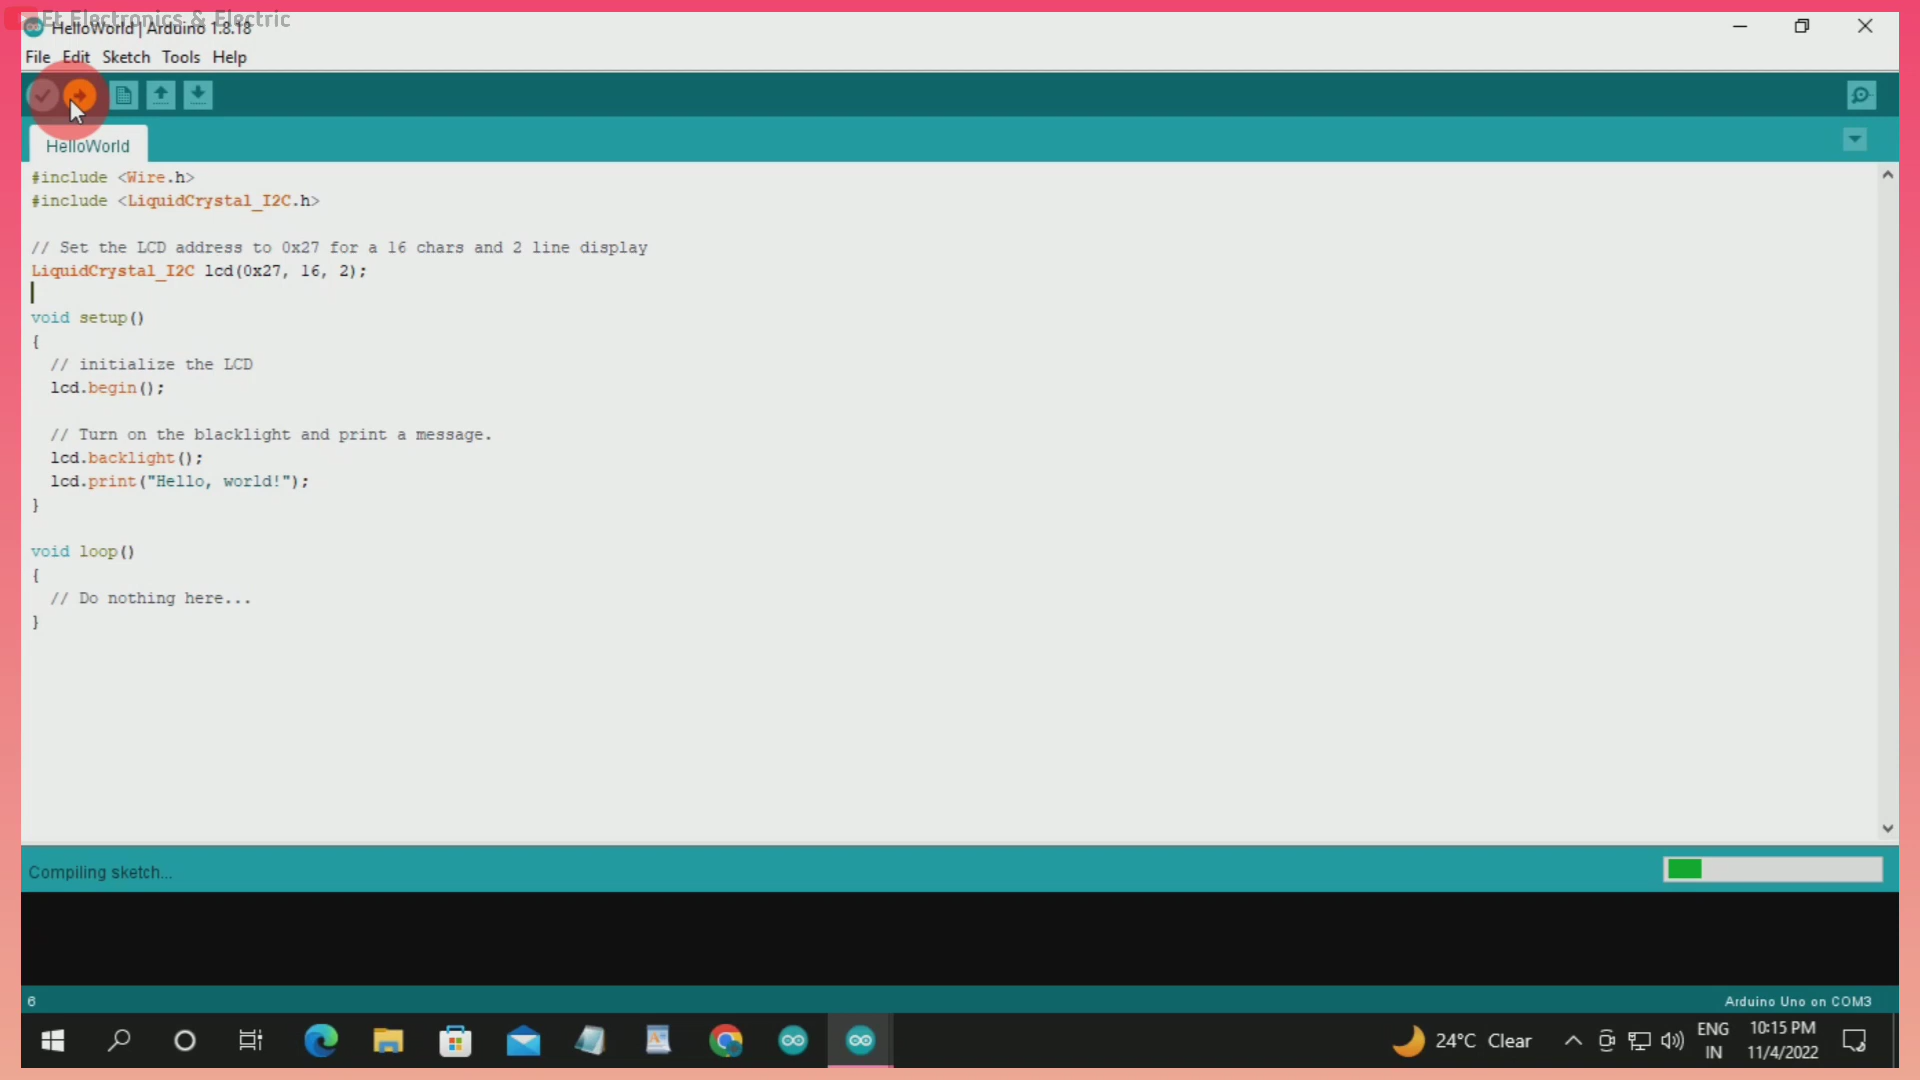 Et Electronics & Electric
HelloWorld | Arduino 1.8.18
File Edit Sketch Tools Help
HelloWorld
#include <Wire.h>
#include <LiquidCrystal_I2C.h>
// Set the LCD address to 0x27 for a 16 chars and 2 line display
LiquidCrystal_I2C lcd(0x27, 16, 2);
void setup()
{
// initialize the LCD
lcd.begin();
// Turn on the blacklight and print a message.
lcd.backlight();
lcd.print("Hello, world!");
}
void loop()
{
// Do nothing here...
}
Compiling sketch...
6
Arduino Uno on COM3
24°C Clear
ENG
IN
10:15 PM
11/4/2022